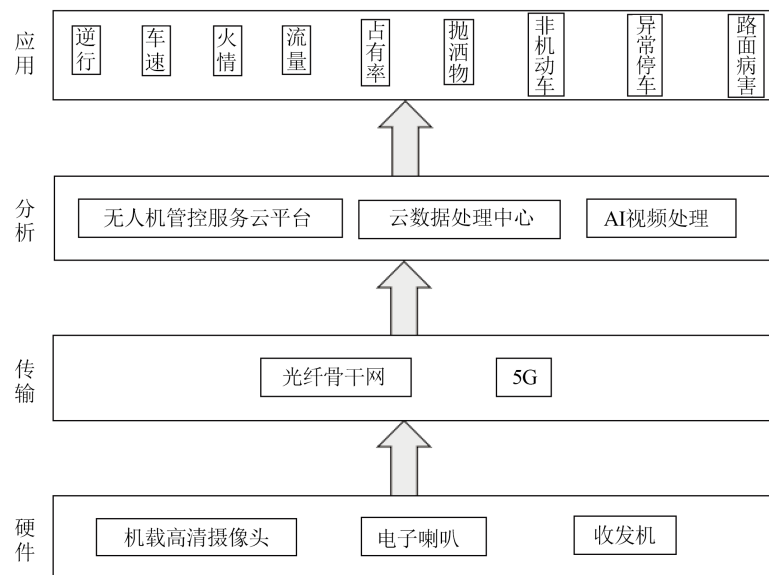 应用
逆行
车速
火情
流量
占有率
抛洒物
非机动车
异常停车
路面病害
分析
无人机管控服务云平台
云数据处理中心
AI视频处理
传输
光纤骨干网
5G
硬件
机载高清摄像头
电子喇叭
收发机